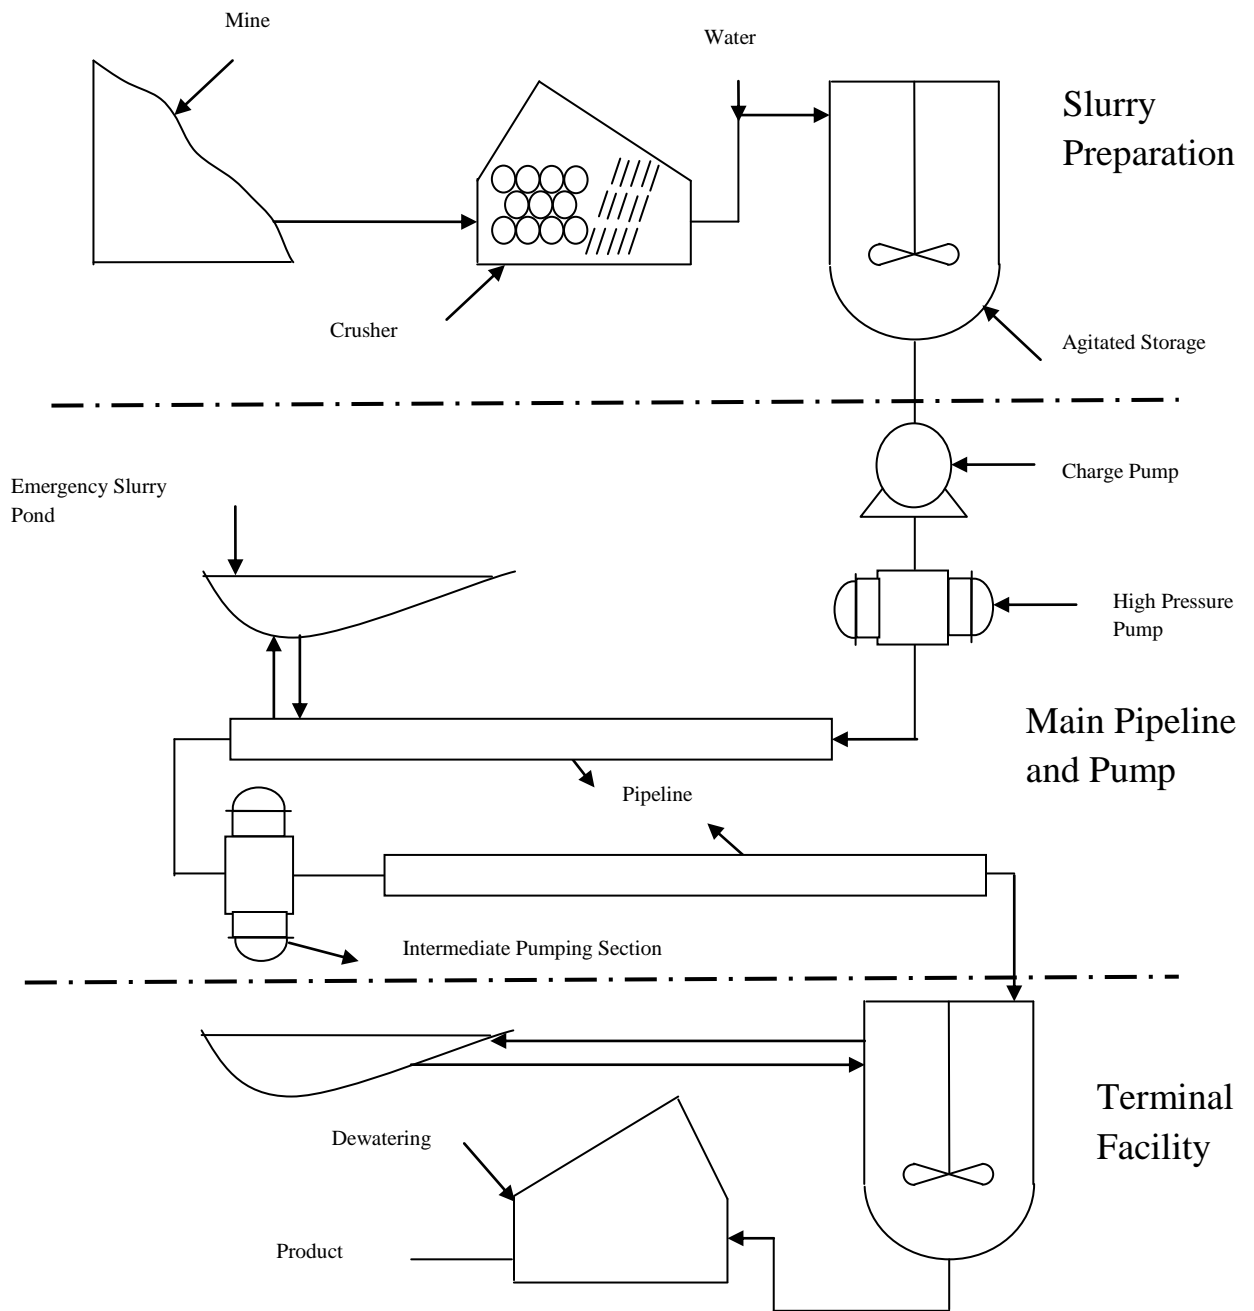 Mine
Water
Slurry
Preparation
Crusher
Agitated Storage
Charge Pump
Emergency Slurry
Pond
High Pressure
Pump
Main Pipeline
and Pump
Pipeline
Intermediate Pumping Section
Terminal
Facility
Dewatering
Product